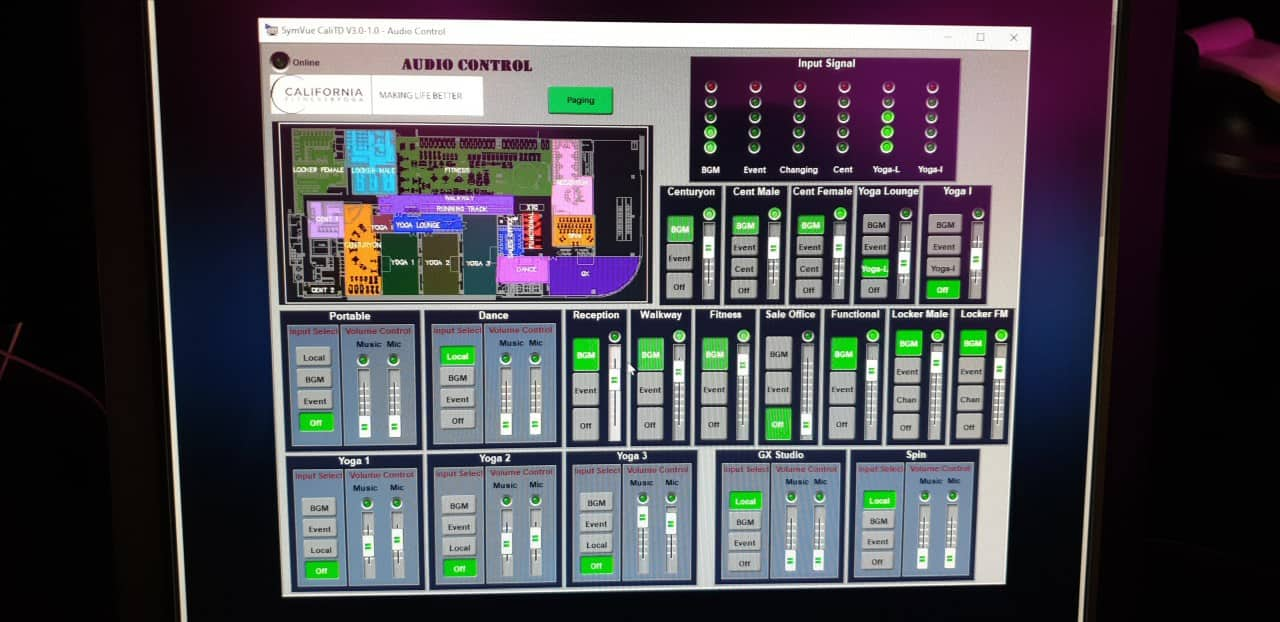 SymVue CaliTD V3.0-1.0 - Audio Control
Online
AUDIO CONTROL
CALIFORNIA
FITNESS & YOGA
MAKING LIFE BETTER
Paging
Input Signal
BGM Event Changing Cent Yoga-L Yoga-I
LOCKER FEMALE
LOCKER MALE
FITNESS
WALKWAY
RUNNING TRACK
CENT 1
CENTURYON
YOGA I
YOGA LOUNGE
SALES OFFICE
YOGA 1
YOGA 2
YOGA 3
DANCE
GX
CENT 2
Centuryon
BGM
Event
Off
Cent Male
BGM
Event
Cent
Off
Cent Female
BGM
Event
Cent
Off
Yoga Lounge
BGM
Event
Yoga-L
Off
Yoga I
BGM
Event
Yoga-I
Off
Portable
Input Select Volume Control
Music Mic
Local
BGM
Event
Off
Dance
Input Select Volume Control
Music Mic
Local
BGM
Event
Off
Reception
BGM
Event
Off
Walkway
BGM
Event
Off
Fitness
BGM
Event
Off
Sale Office
BGM
Event
Off
Functional
BGM
Event
Off
Locker Male
BGM
Event
Chan
Off
Locker FM
BGM
Event
Chan
Off
Yoga 1
Input Select Volume Control
Music Mic
BGM
Event
Local
Off
Yoga 2
Input Select Volume Control
Music Mic
BGM
Event
Local
Off
Yoga 3
Input Select Volume Control
Music Mic
BGM
Event
Local
Off
GX Studio
Input Select Volume Control
Music Mic
Local
BGM
Event
Off
Spin
Input Select Volume Control
Music Mic
Local
BGM
Event
Off